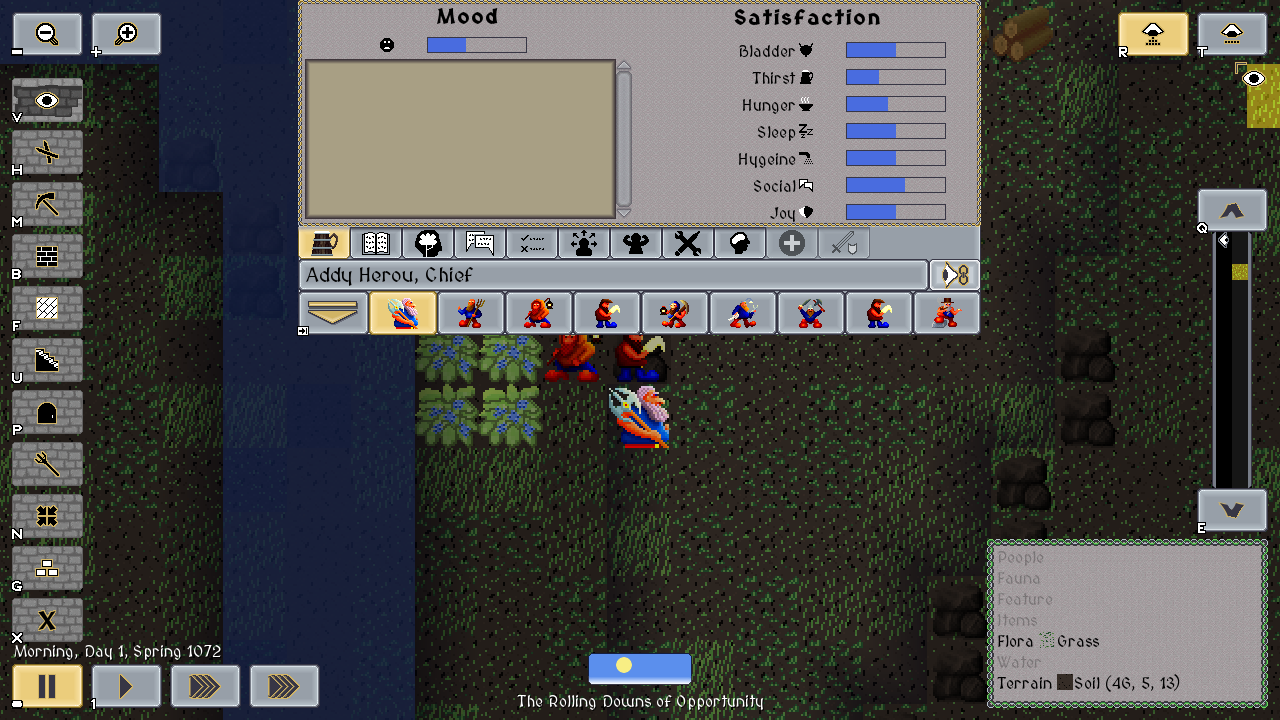 Mood
Satisfaction
Bladder
Thirst
Hunger
Sleep
Hygeine
Social
Joy
Addy Herou, Chief
R
T
V
H
M
B
F
U
P
N
G
X
Q
E
Morning, Day 1, Spring 1072
1
The Rolling Downs of Opportunity
People
Fauna
Feature
Items
Flora Grass
Water
Terrain Soil (46, 5, 13)